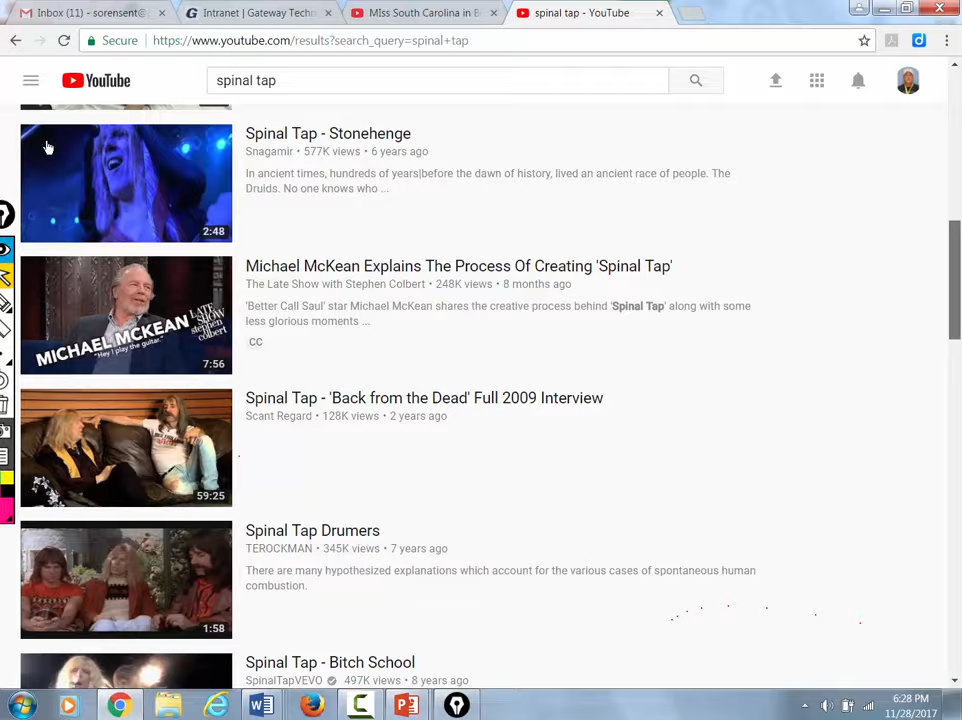 Inbox (11) - sorensent@
Intranet | Gateway Techn
MIss South Carolina in B
spinal tap - YouTube
Secure
https://www.youtube.com/results?search_query=spinal+tap
YouTube
spinal tap
Spinal Tap - Stonehenge
Snagamir • 577K views • 6 years ago
In ancient times, hundreds of years|before the dawn of history, lived an ancient race of people. The
Druids. No one knows who ...
2:48
Michael McKean Explains The Process Of Creating 'Spinal Tap'
The Late Show with Stephen Colbert • 248K views • 8 months ago
'Better Call Saul' star Michael McKean shares the creative process behind 'Spinal Tap' along with some
less glorious moments ...
CC
MICHAEL MCKEAN
"Hey I play the guitar."
LATE
SHOW
stephen
colbert
7:56
Spinal Tap - 'Back from the Dead' Full 2009 Interview
Scant Regard • 128K views • 2 years ago
59:25
Spinal Tap Drumers
TEROCKMAN • 345K views • 7 years ago
There are many hypothesized explanations which account for the various cases of spontaneous human
combustion.
1:58
Spinal Tap - Bitch School
SpinalTapVEVO 497K views • 8 years ago
6:28 PM
11/28/2017